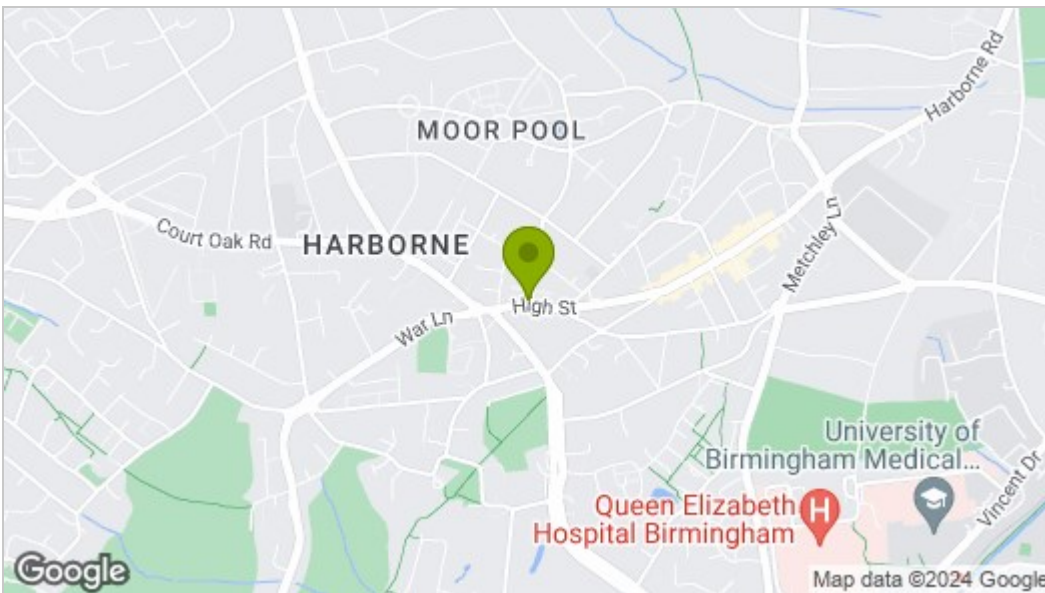 Harborne Rd
MOOR POOL
Metchley Ln
Court Oak Rd
HARBORNE
High St
War Ln
University of
Birmingham Medical...
Vincent Dr
Queen Elizabeth
Hospital Birmingham
H
Google
Map data ©2024 Google